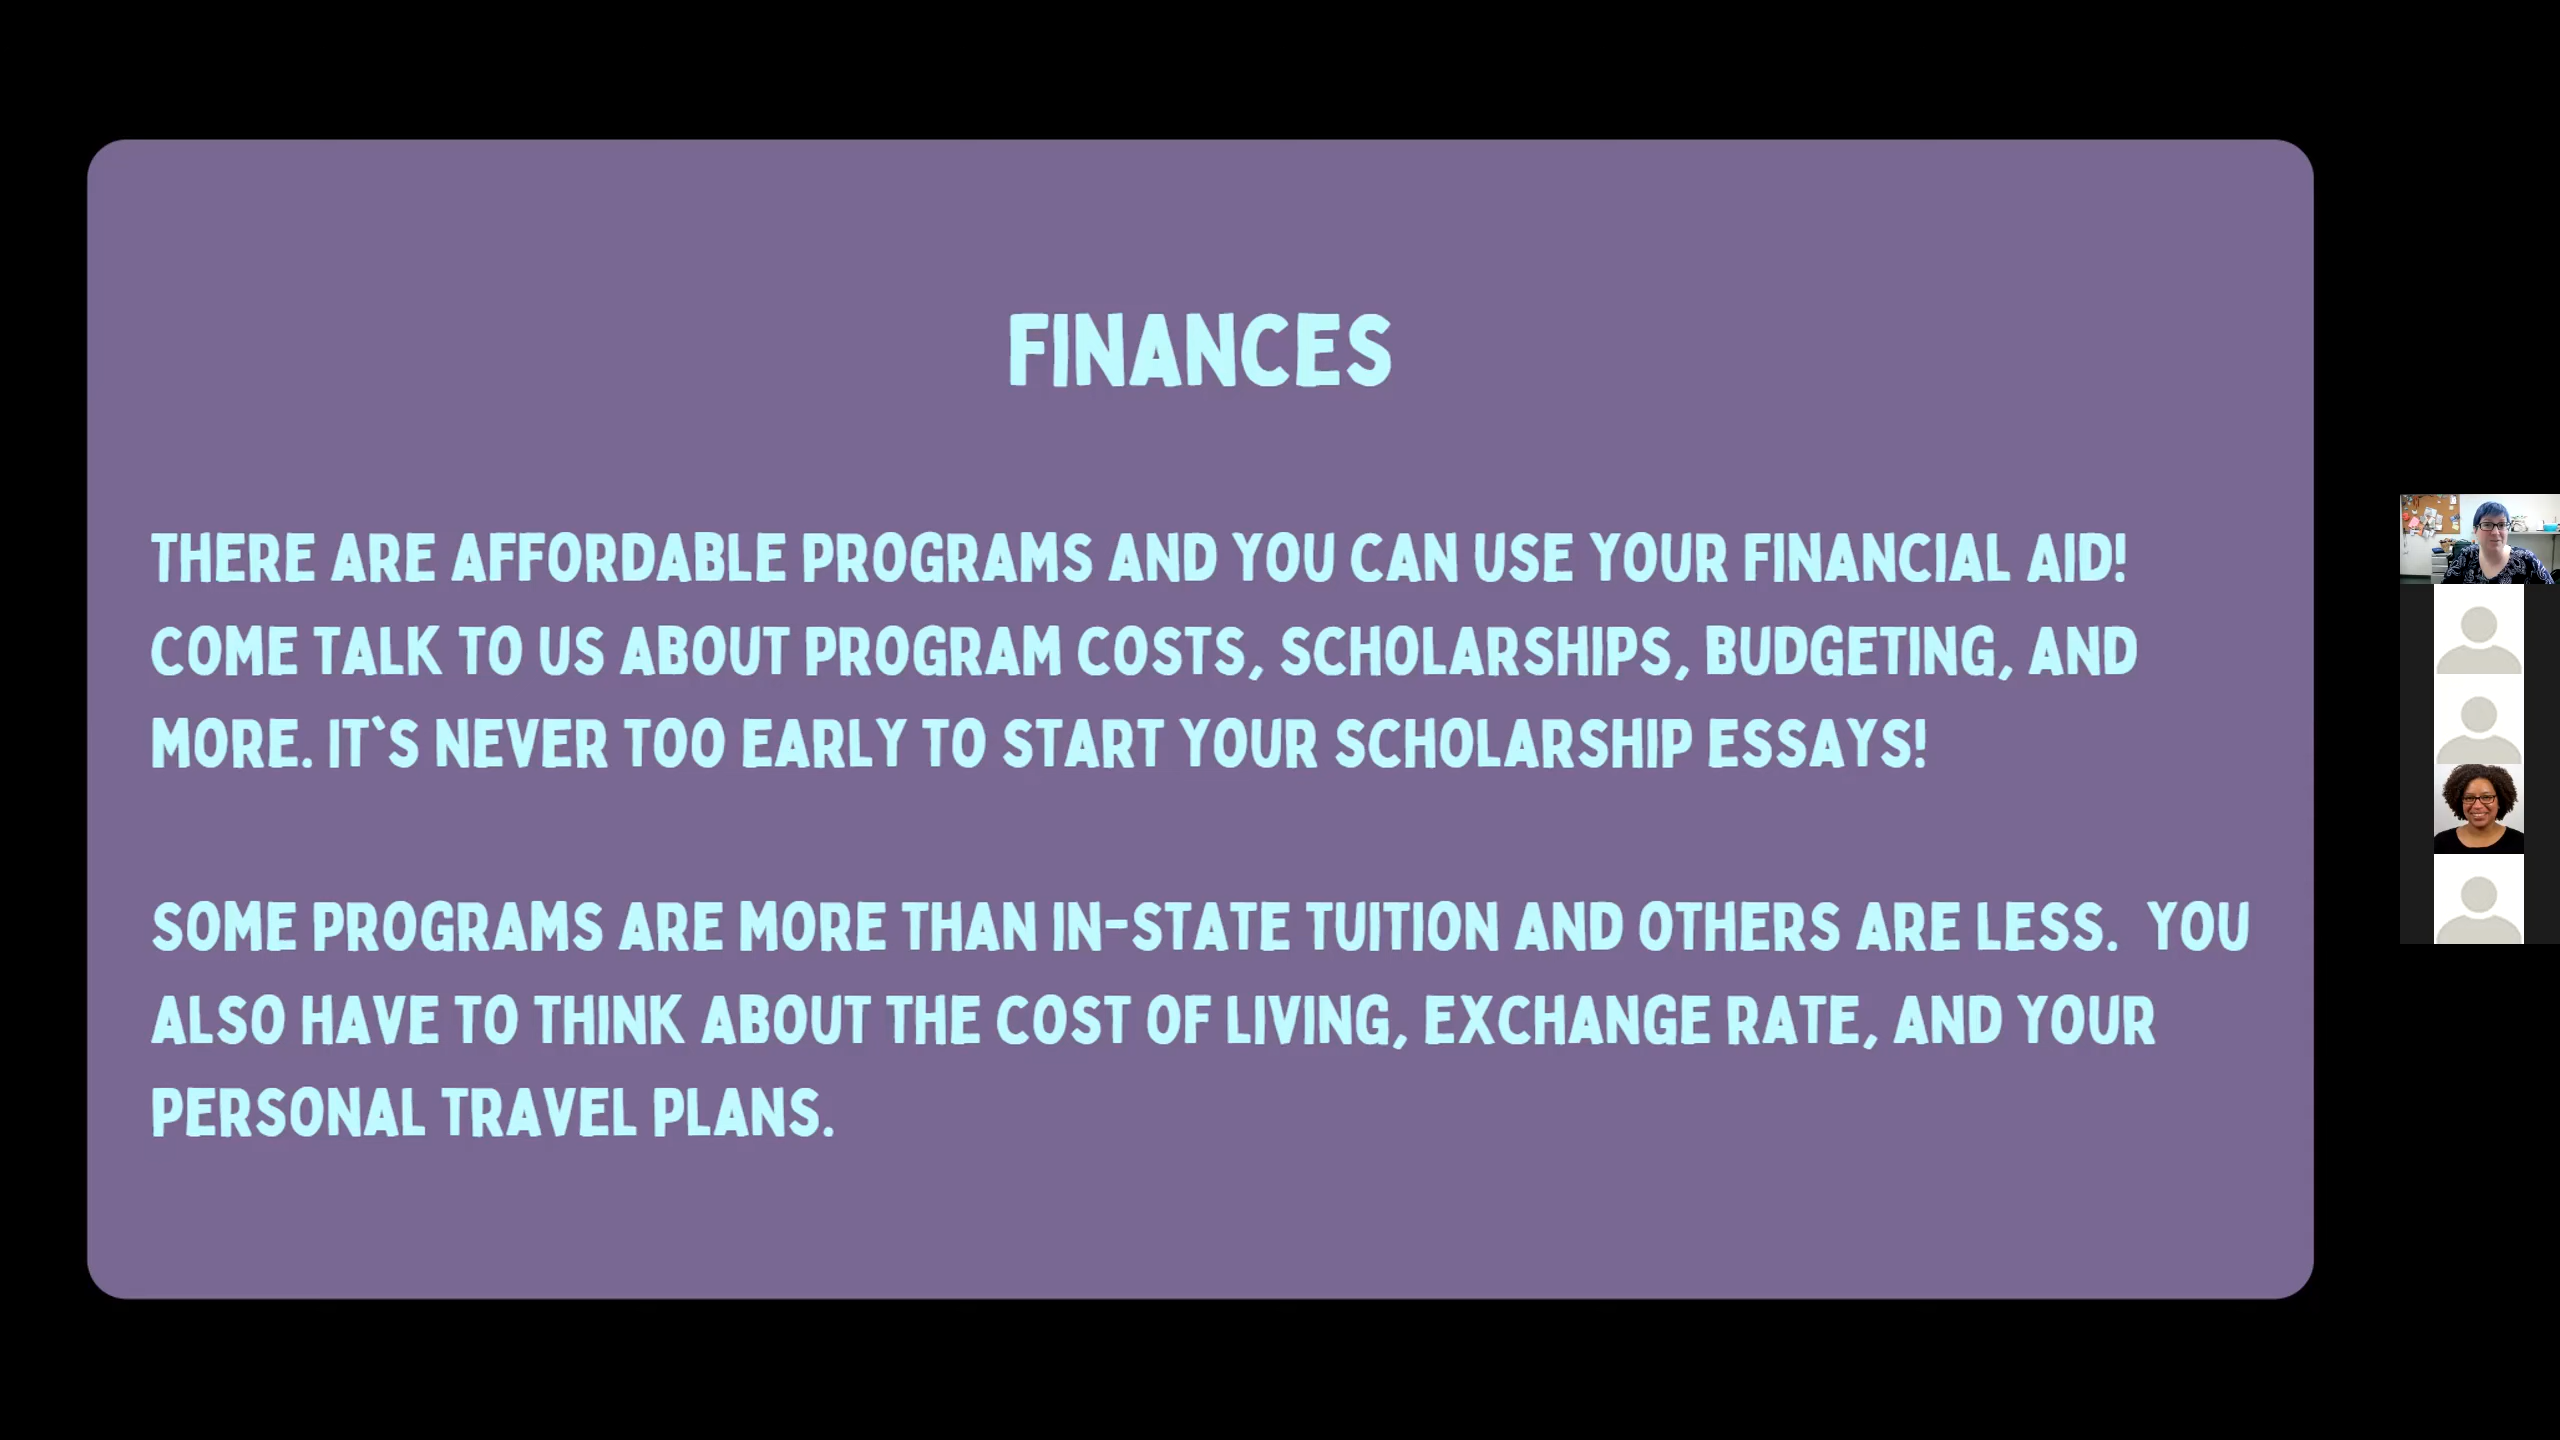 FINANCES
THERE ARE AFFORDABLE PROGRAMS AND YOU CAN USE YOUR FINANCIAL AID!
COME TALK TO US ABOUT PROGRAM COSTS, SCHOLARSHIPS, BUDGETING, AND
MORE. IT`S NEVER TOO EARLY TO START YOUR SCHOLARSHIP ESSAYS!
SOME PROGRAMS ARE MORE THAN IN-STATE TUITION AND OTHERS ARE LESS. YOU
ALSO HAVE TO THINK ABOUT THE COST OF LIVING, EXCHANGE RATE, AND YOUR
PERSONAL TRAVEL PLANS.